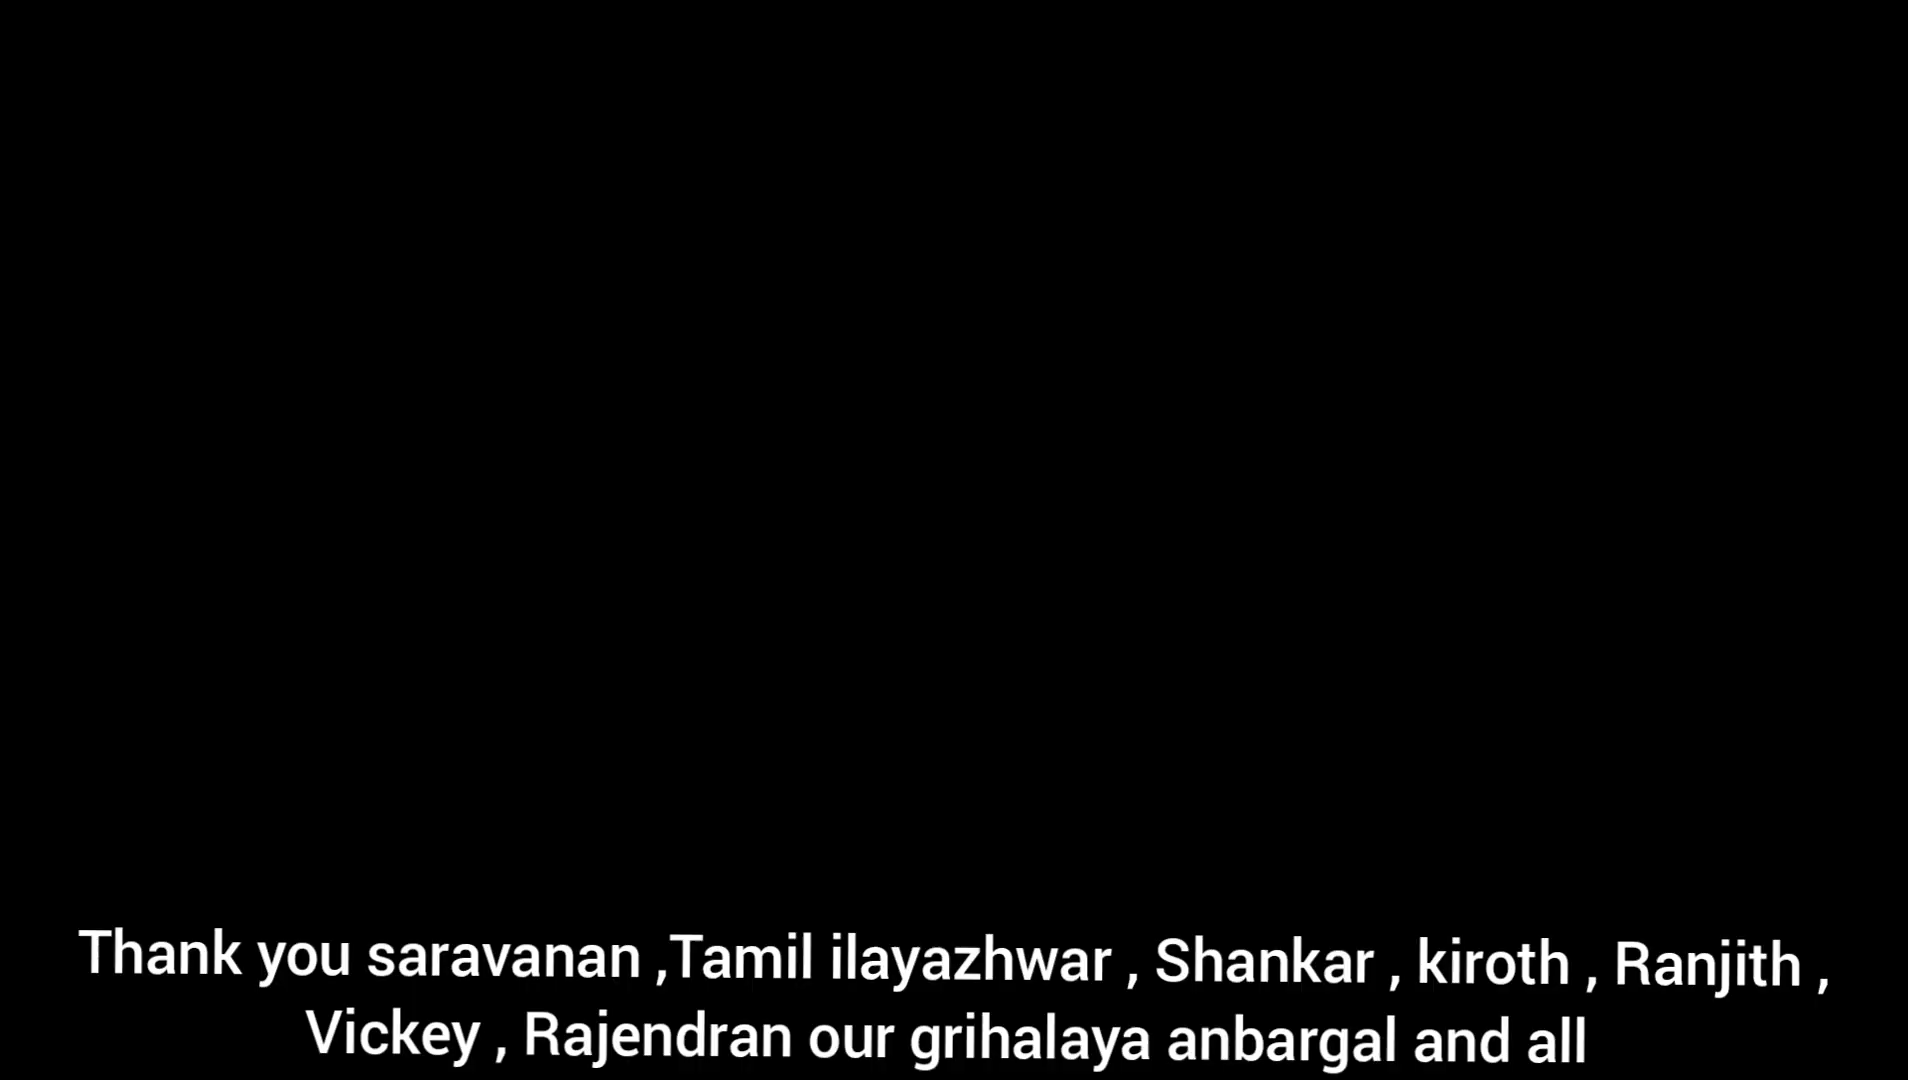 Thank you saravanan ,Tamil ilayazhwar , Shankar , kiroth , Ranjith ,
Vickey , Rajendran our grihalaya anbargal and all